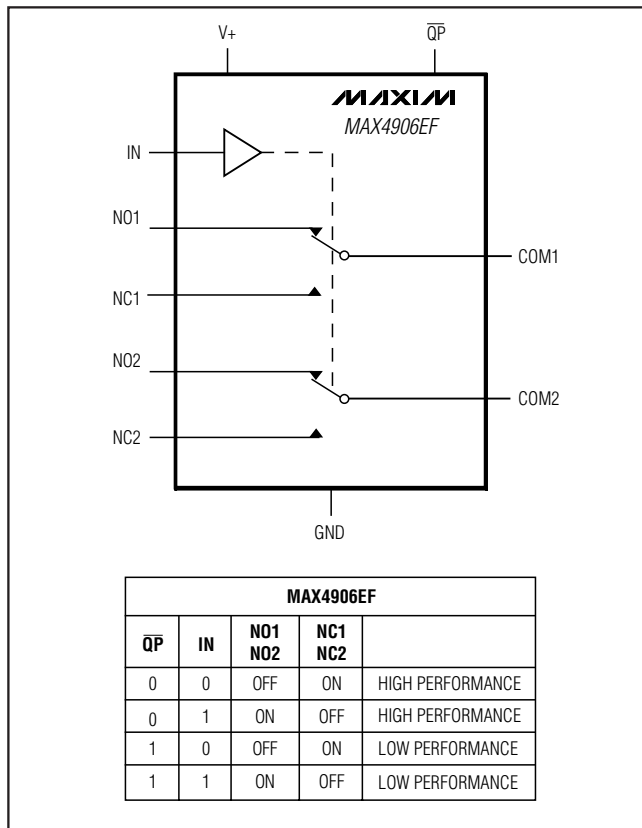 V+ Q̅P̅
MAXIM
MAX4906EF
IN
NO1
COM1
NC1
NO2
COM2
NC2
GND
MAX4906EF
Q̅P̅ IN NO1 NO2 NC1 NC2
0 0 OFF ON HIGH PERFORMANCE
0 1 ON OFF HIGH PERFORMANCE
1 0 OFF ON LOW PERFORMANCE
1 1 ON OFF LOW PERFORMANCE